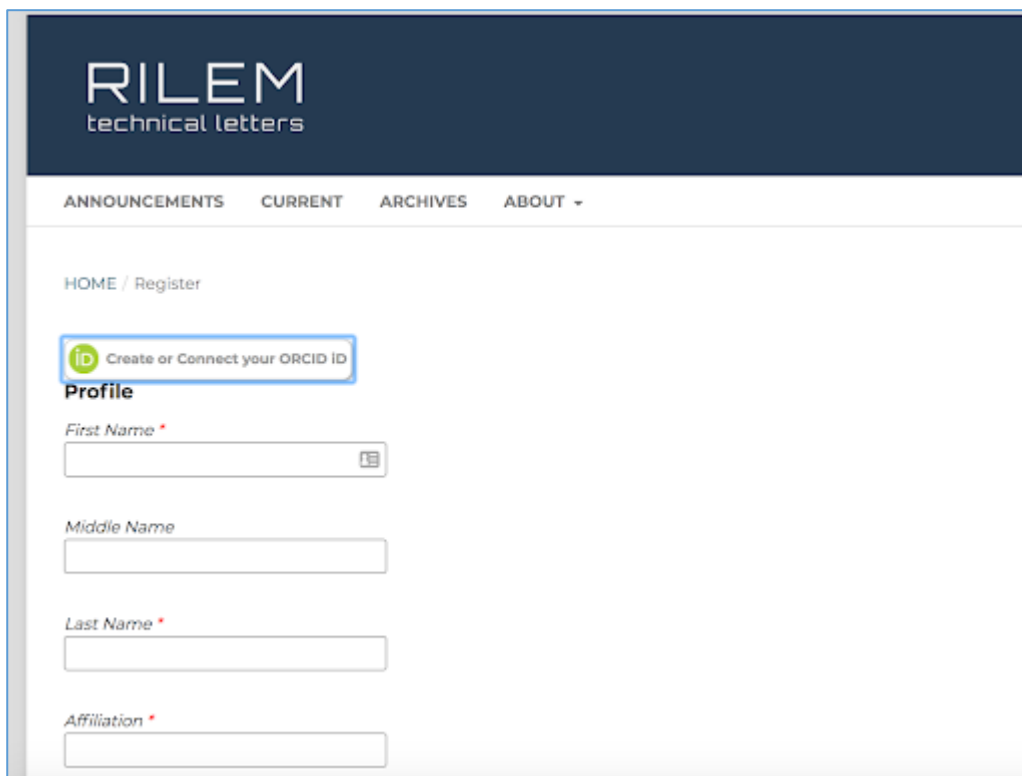 RILEM
technical letters
ANNOUNCEMENTS CURRENT ARCHIVES ABOUT
HOME / Register
iD Create or Connect your ORCID iD
Profile
First Name *
Middle Name
Last Name *
Affiliation *